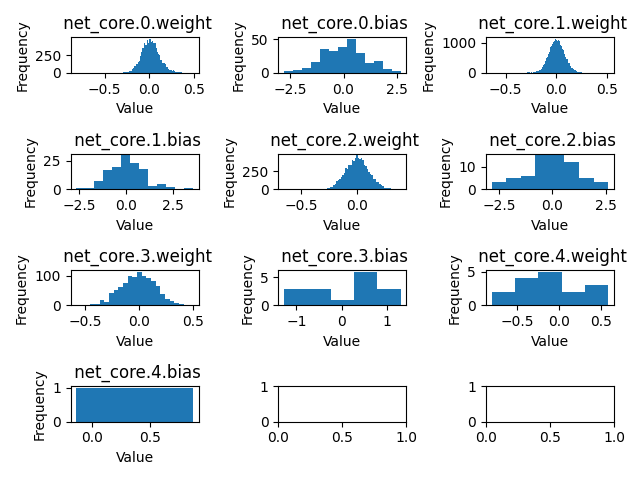 net_core.0.weight
net_core.0.bias
net_core.1.weight
Frequency
250
0
−0.5
0.0
0.5
Value
Frequency
50
0
−2.5
0.0
2.5
Value
Frequency
1000
0
−0.5
0.0
0.5
Value
net_core.1.bias
net_core.2.weight
net_core.2.bias
Frequency
25
0
−2.5
0.0
2.5
Value
Frequency
250
0
−0.5
0.0
Value
Frequency
10
0
−2.5
0.0
2.5
Value
net_core.3.weight
net_core.3.bias
net_core.4.weight
Frequency
100
0
−0.5
0.0
0.5
Value
Frequency
5
0
−1
0
1
Value
Frequency
5
0
−0.5
0.0
0.5
Value
net_core.4.bias
Frequency
1
0
0.0
0.5
Value
1
0
0.0
0.5
1.0
1
0
0.0
0.5
1.0